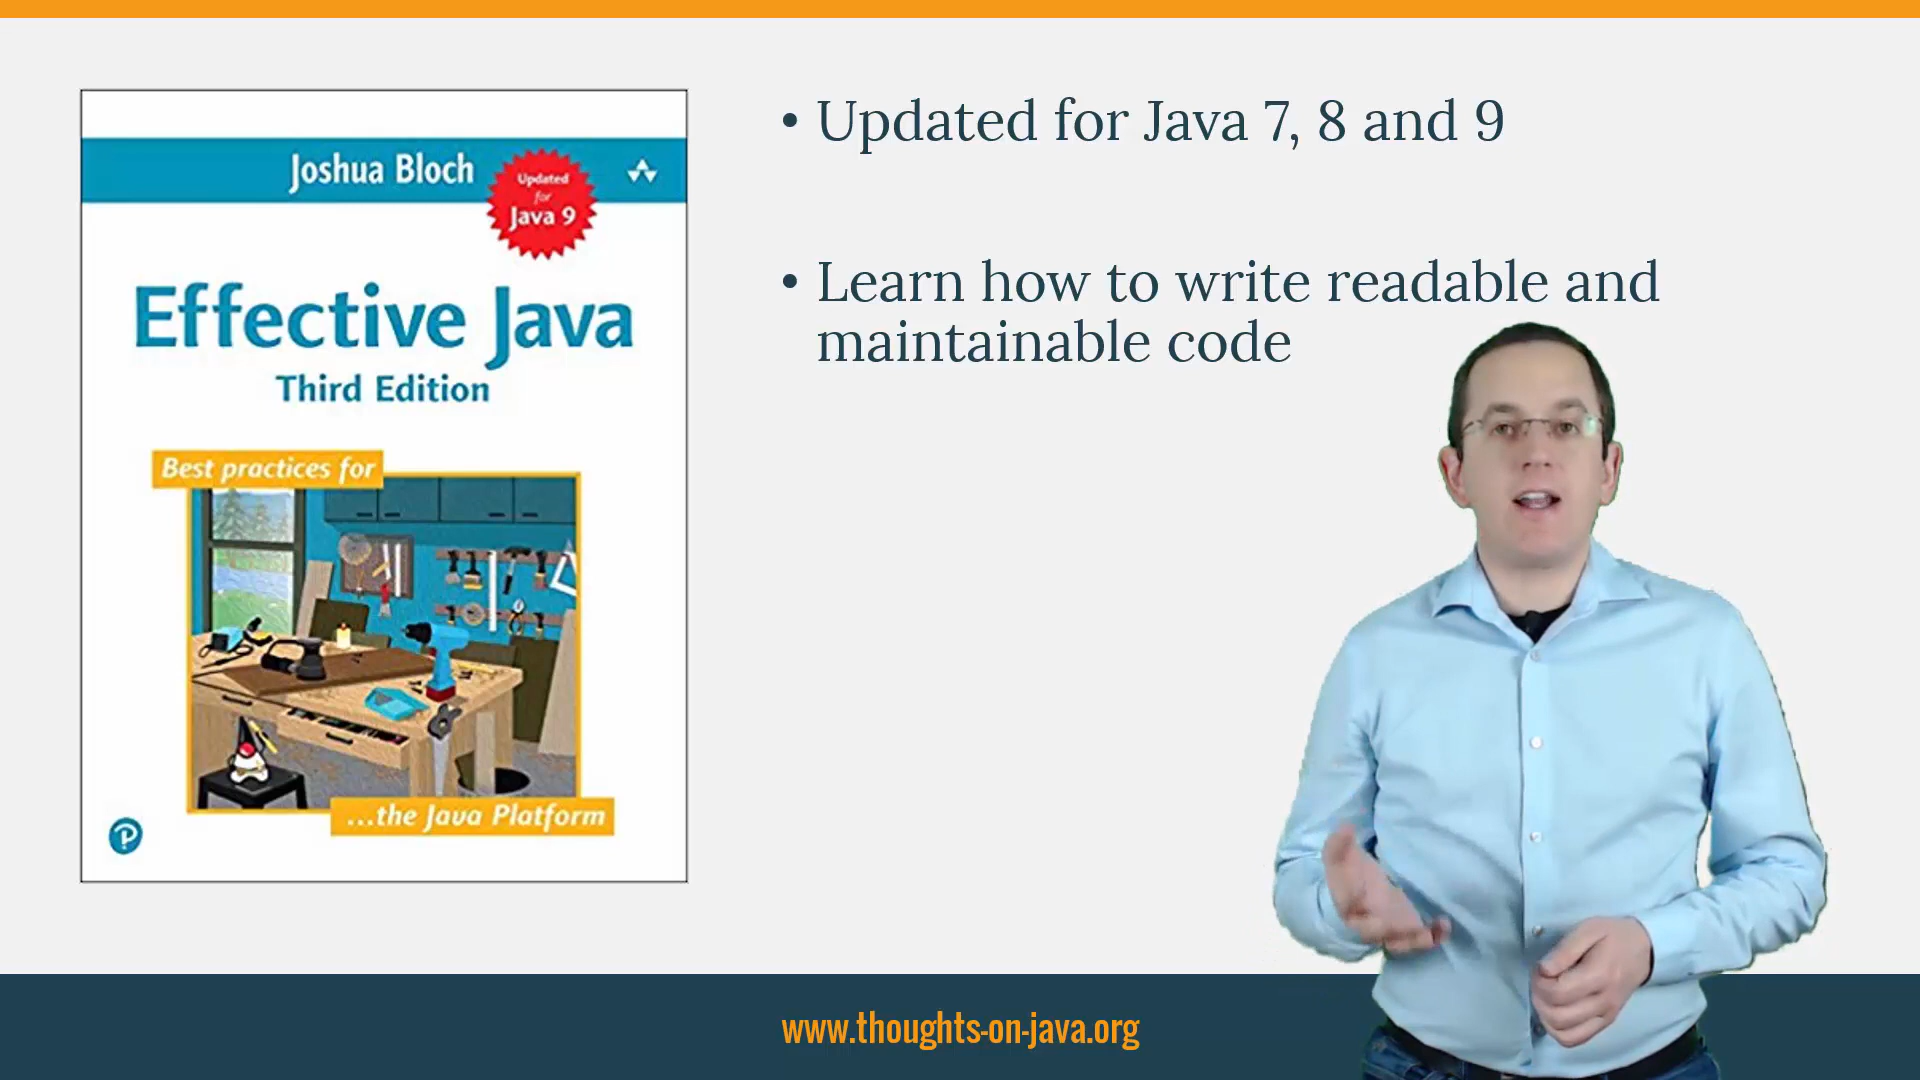 Joshua Bloch
Updated
for
Java 9
Effective Java
Third Edition
Best practices for
...the Java Platform
P
• Updated for Java 7, 8 and 9
• Learn how to write readable and
maintainable code
www.thoughts-on-java.org